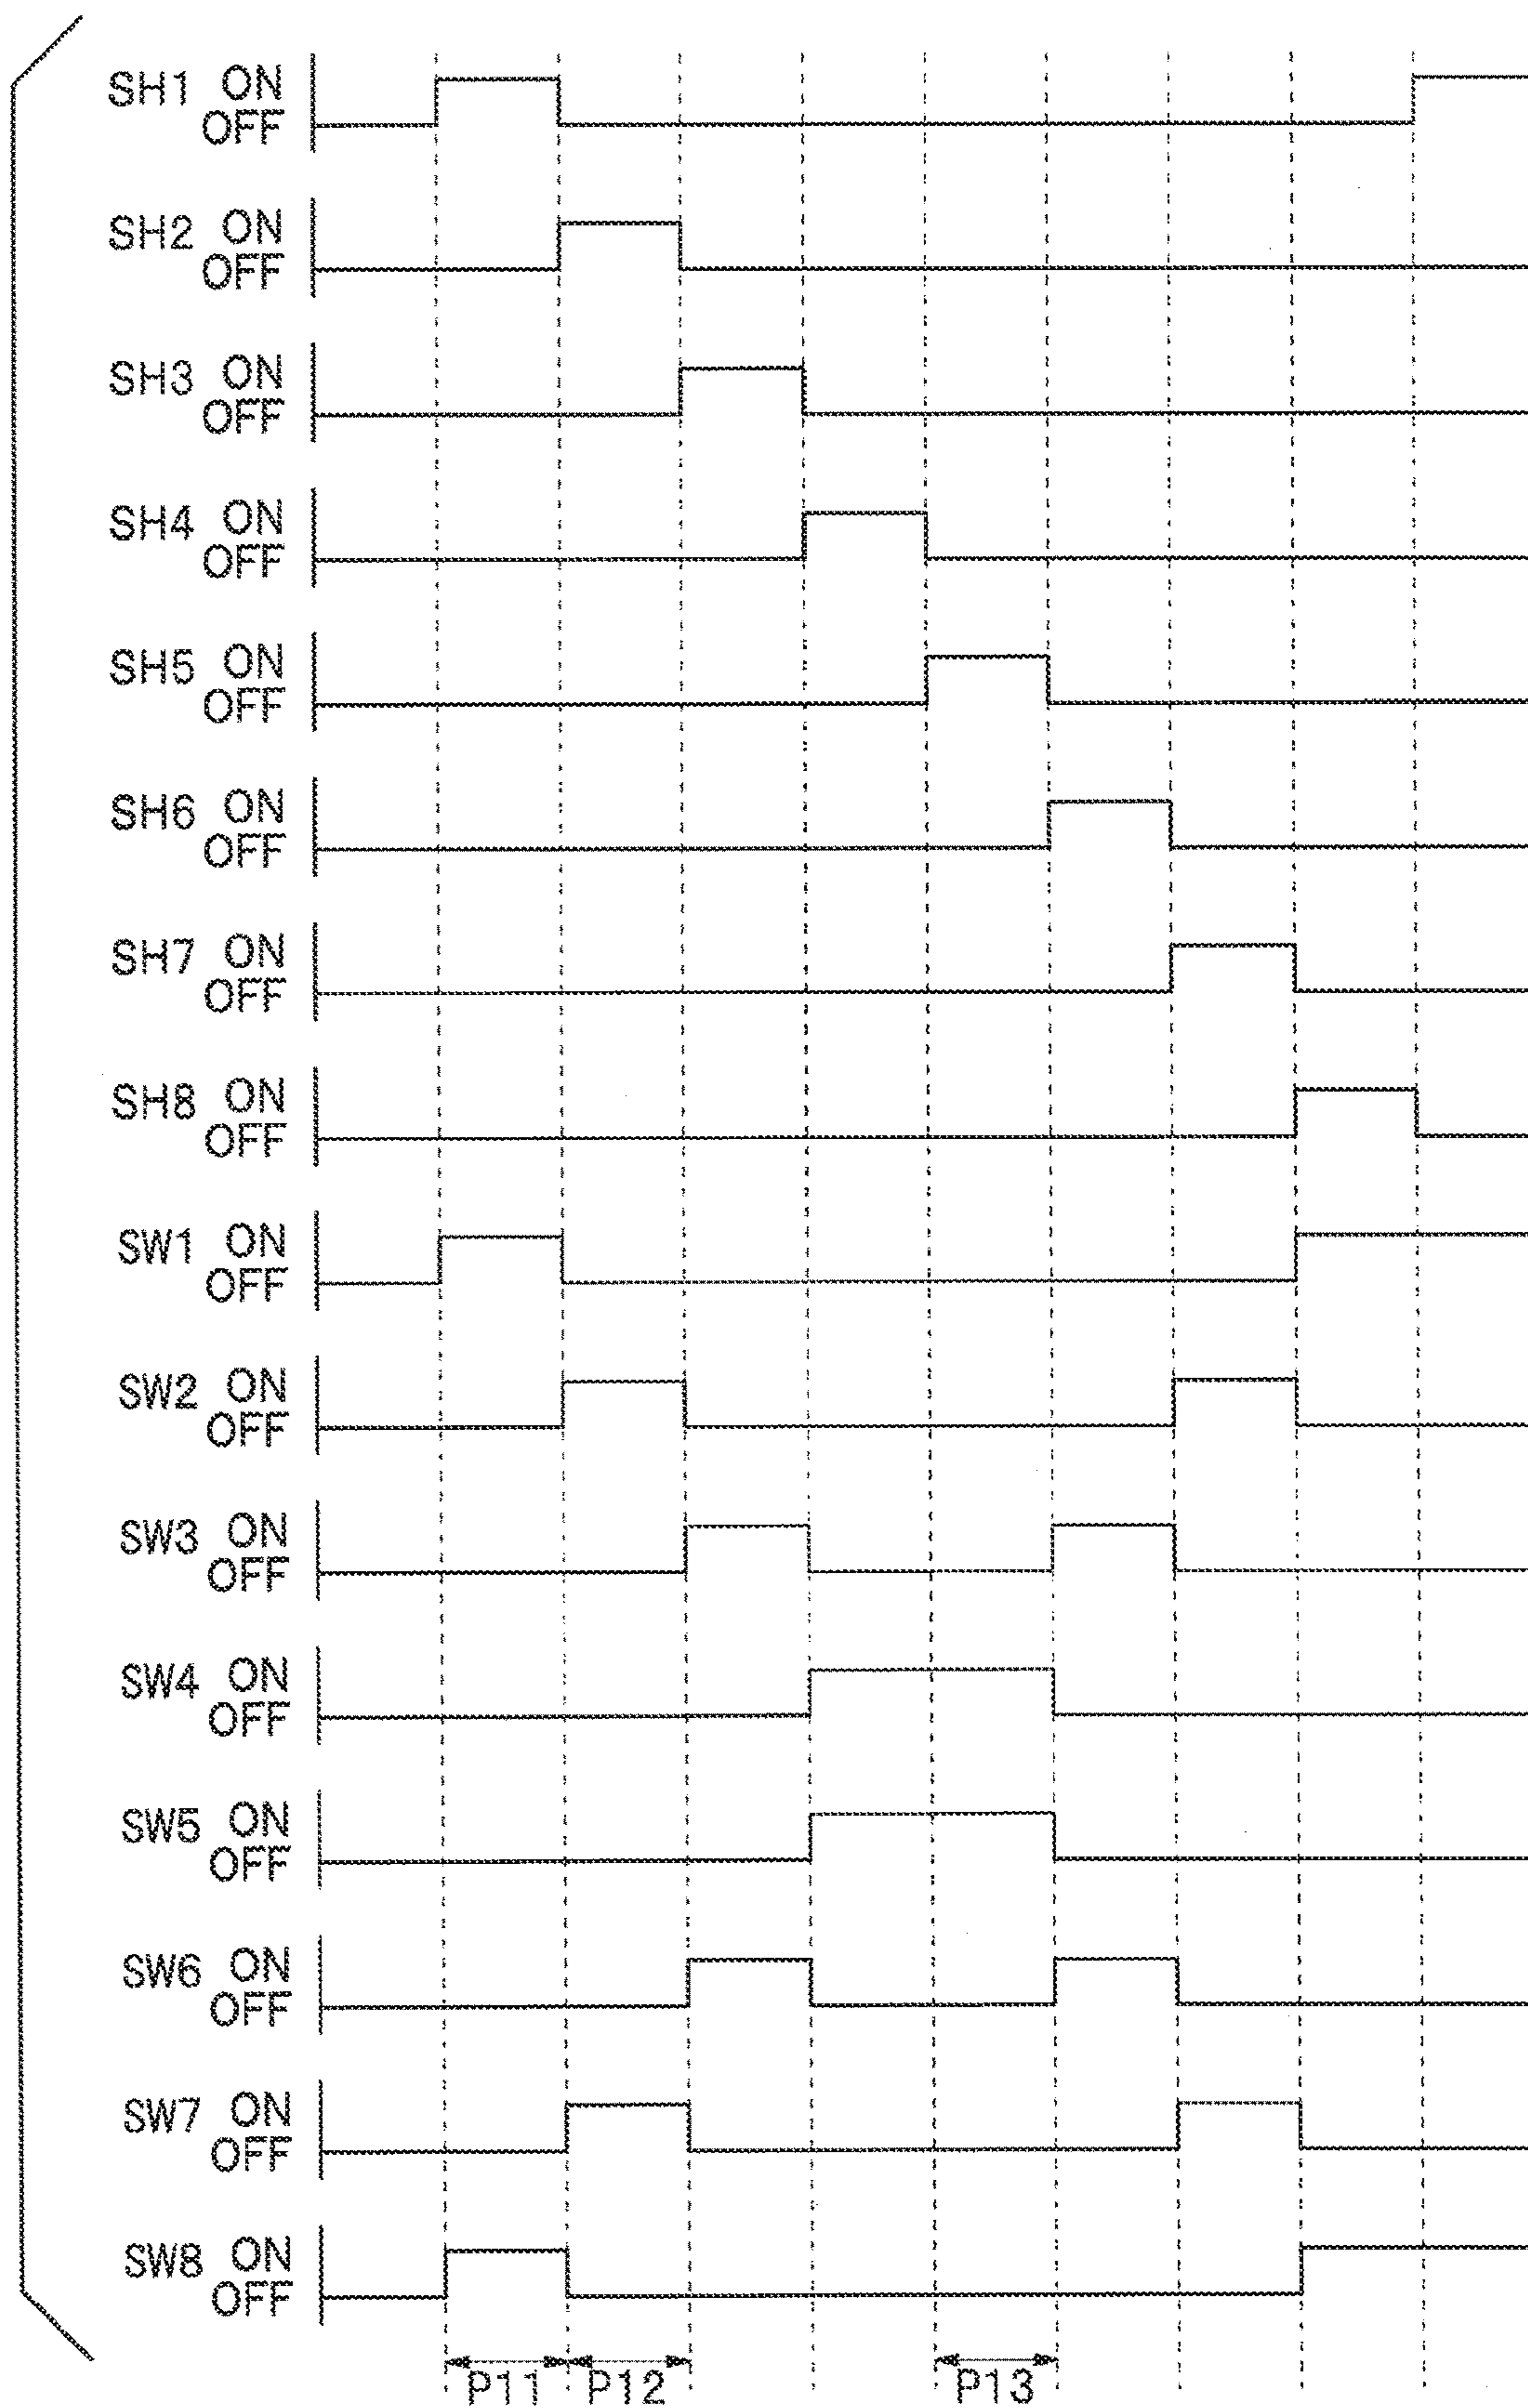 SH1 ON
OFF
SH2 ON
OFF
SH3 ON
OFF
SH4 ON
OFF
SH5 ON
OFF
SH6 ON
OFF
SH7 ON
OFF
SH8 ON
OFF
SW1 ON
OFF
SW2 ON
OFF
SW3 ON
OFF
SW4 ON
OFF
SW5 ON
OFF
SW6 ON
OFF
SW7 ON
OFF
SW8 ON
OFF
P11 P12 P13